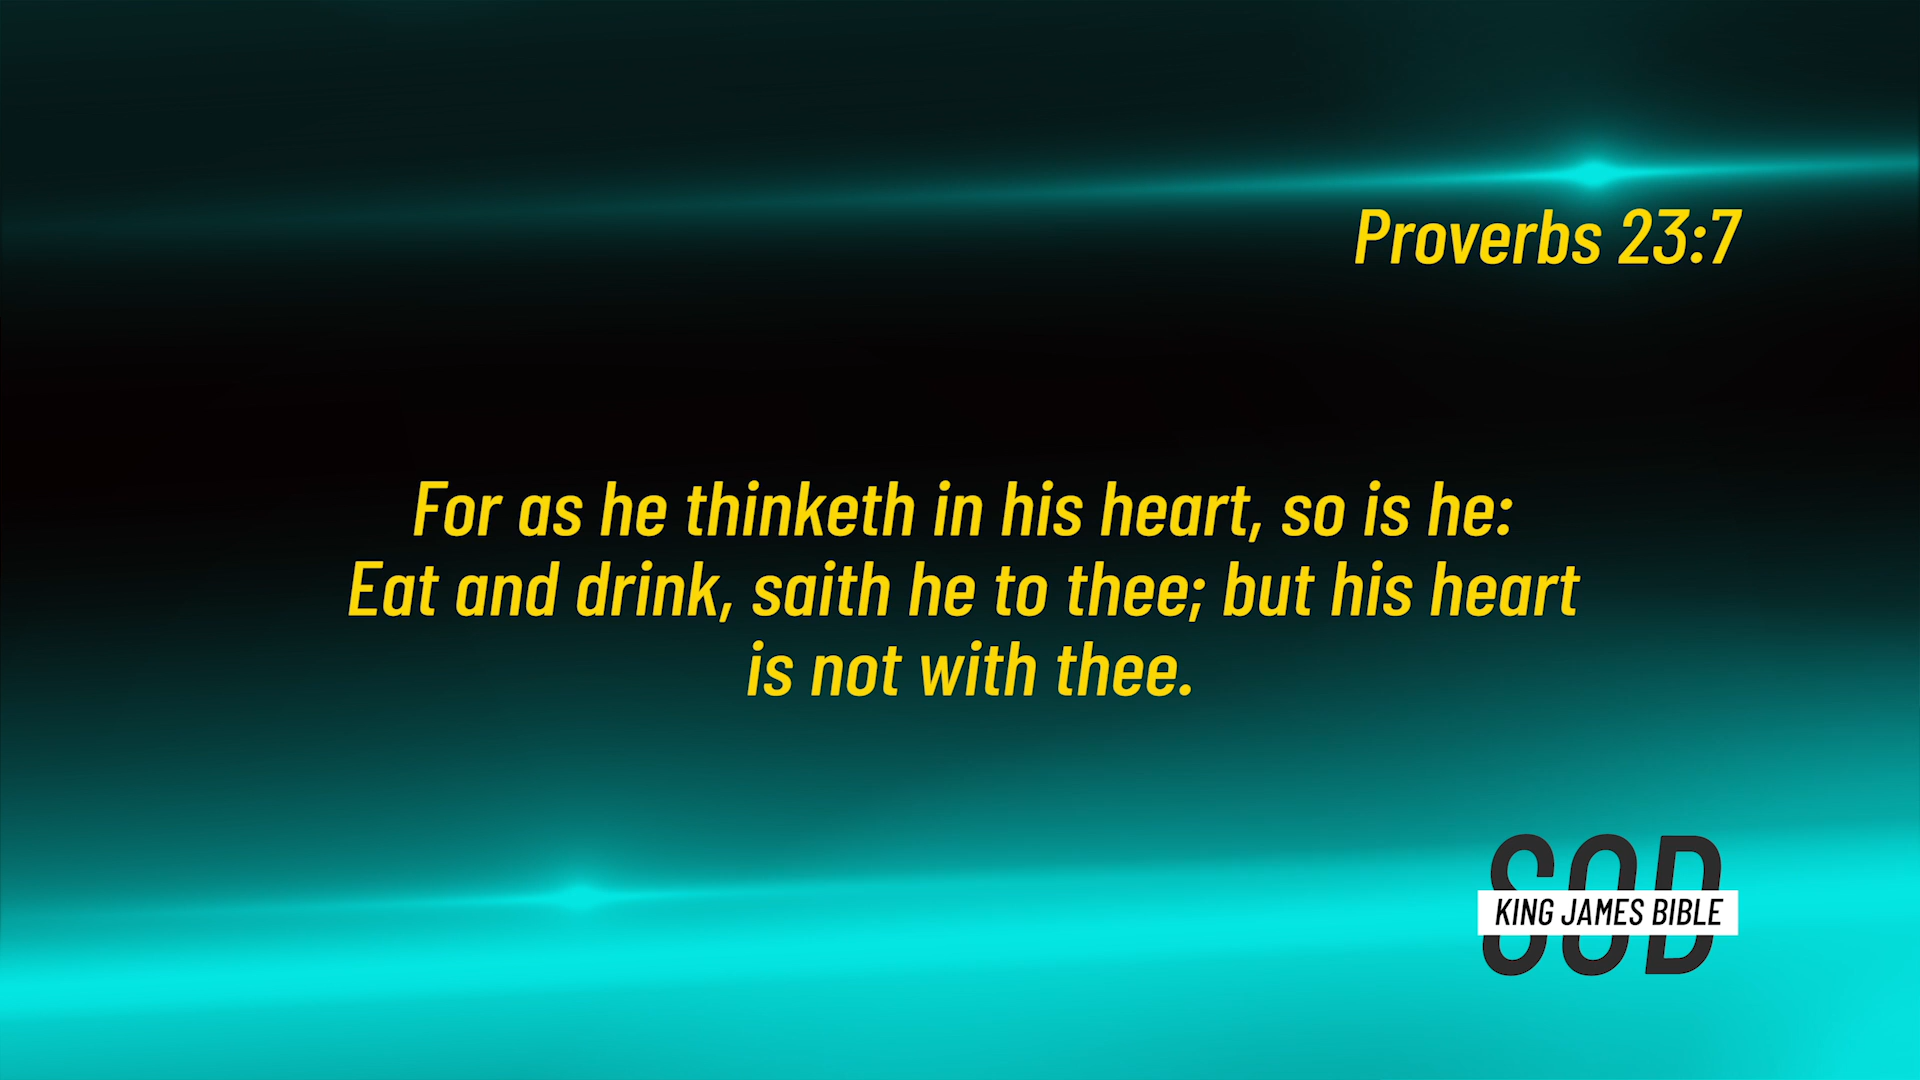 Proverbs 23:7
For as he thinketh in his heart, so is he:
Eat and drink, saith he to thee; but his heart
is not with thee.
SOD
KING JAMES BIBLE